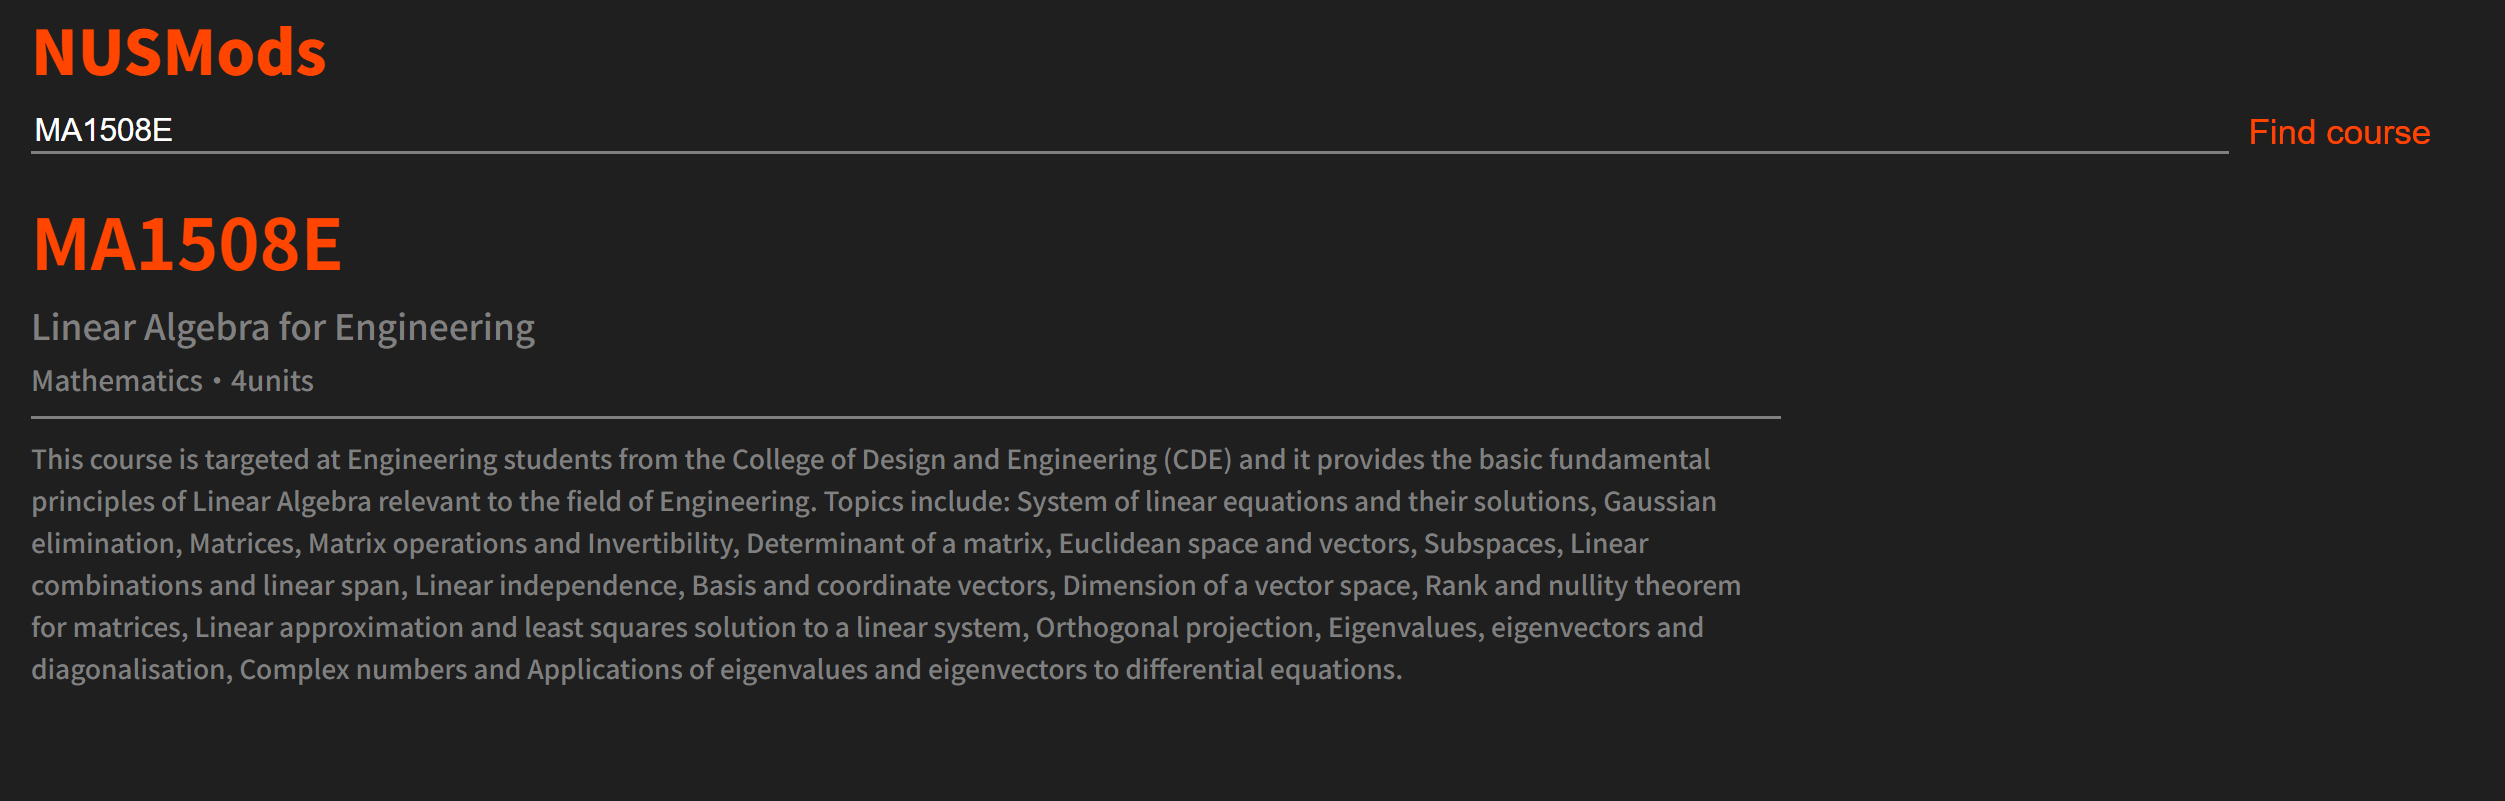 NUSMods
MA1508E
Find course
MA1508E
Linear Algebra for Engineering
Mathematics • 4units
This course is targeted at Engineering students from the College of Design and Engineering (CDE) and it provides the basic fundamental
principles of Linear Algebra relevant to the field of Engineering. Topics include: System of linear equations and their solutions, Gaussian
elimination, Matrices, Matrix operations and Invertibility, Determinant of a matrix, Euclidean space and vectors, Subspaces, Linear
combinations and linear span, Linear independence, Basis and coordinate vectors, Dimension of a vector space, Rank and nullity theorem
for matrices, Linear approximation and least squares solution to a linear system, Orthogonal projection, Eigenvalues, eigenvectors and
diagonalisation, Complex numbers and Applications of eigenvalues and eigenvectors to differential equations.